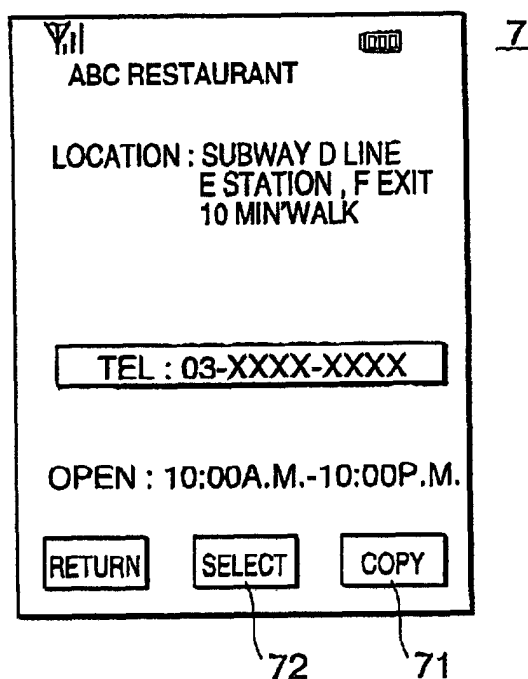 7
ABC RESTAURANT
LOCATION : SUBWAY D LINE
E STATION , F EXIT
10 MIN'WALK
TEL : 03-XXXX-XXXX
OPEN : 10:00A.M.-10:00P.M.
RETURN SELECT COPY
72 71